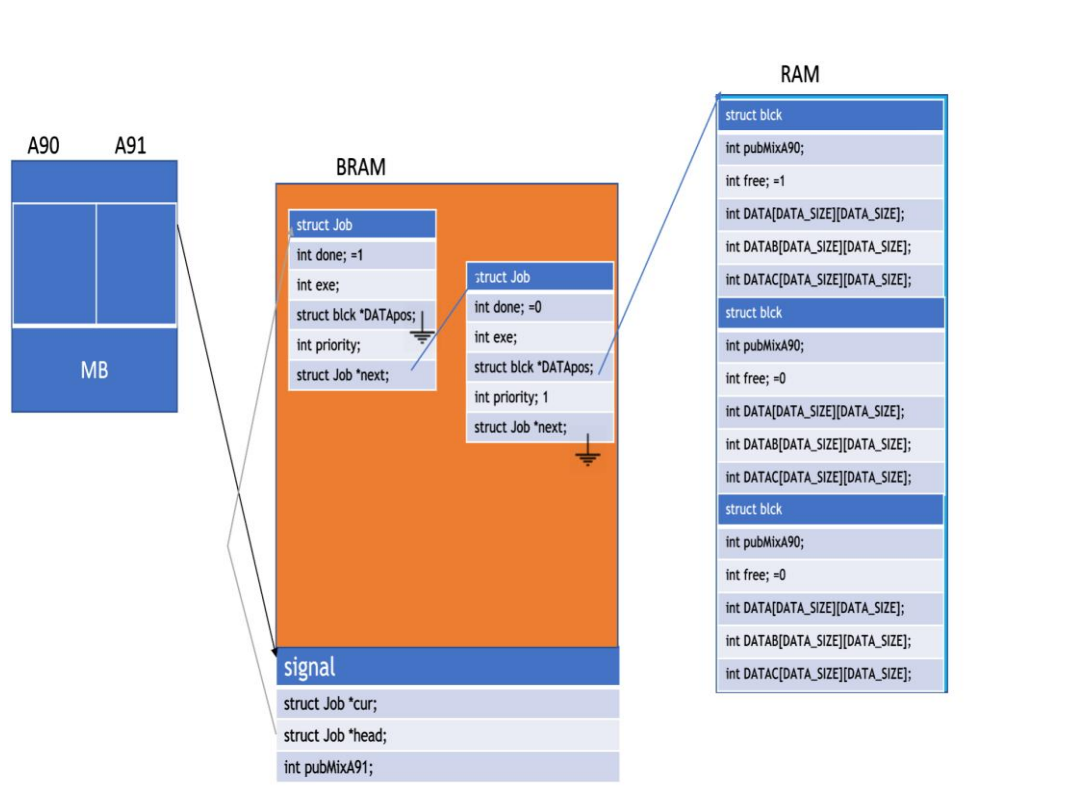 A90 A91
MB
BRAM
struct Job
int done; =1
int exe;
struct blck *DATApos;
int priority;
struct Job *next;
struct Job
int done; =0
int exe;
struct blck *DATApos;
int priority; 1
struct Job *next;
signal
struct Job *cur;
struct Job *head;
int pubMixA91;
RAM
struct blck
int pubMixA90;
int free; =1
int DATA[DATA_SIZE][DATA_SIZE];
int DATAB[DATA_SIZE][DATA_SIZE];
int DATAC[DATA_SIZE][DATA_SIZE];
struct blck
int pubMixA90;
int free; =0
int DATA[DATA_SIZE][DATA_SIZE];
int DATAB[DATA_SIZE][DATA_SIZE];
int DATAC[DATA_SIZE][DATA_SIZE];
struct blck
int pubMixA90;
int free; =0
int DATA[DATA_SIZE][DATA_SIZE];
int DATAB[DATA_SIZE][DATA_SIZE];
int DATAC[DATA_SIZE][DATA_SIZE];